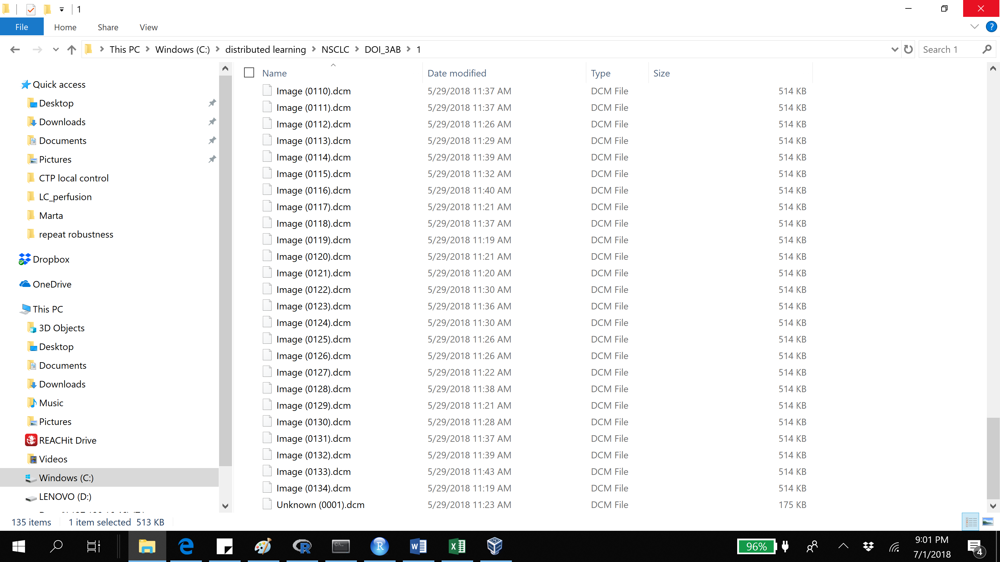 1
File Home Share View
This PC Windows (C:) distributed learning NSCLC DOI_3AB 1 Search 1
Quick access
Desktop
Downloads
Documents
Pictures
CTP local control
LC_perfusion
Marta
repeat robustness
Dropbox
OneDrive
This PC
3D Objects
Desktop
Documents
Downloads
Music
Pictures
REACHit Drive
Videos
Windows (C:)
LENOVO (D:)
Name Date modified Type Size
Image (0110).dcm 5/29/2018 11:37 AM DCM File 514 KB
Image (0111).dcm 5/29/2018 11:37 AM DCM File 514 KB
Image (0112).dcm 5/29/2018 11:26 AM DCM File 514 KB
Image (0113).dcm 5/29/2018 11:29 AM DCM File 514 KB
Image (0114).dcm 5/29/2018 11:39 AM DCM File 514 KB
Image (0115).dcm 5/29/2018 11:32 AM DCM File 514 KB
Image (0116).dcm 5/29/2018 11:40 AM DCM File 514 KB
Image (0117).dcm 5/29/2018 11:21 AM DCM File 514 KB
Image (0118).dcm 5/29/2018 11:37 AM DCM File 514 KB
Image (0119).dcm 5/29/2018 11:19 AM DCM File 514 KB
Image (0120).dcm 5/29/2018 11:21 AM DCM File 514 KB
Image (0121).dcm 5/29/2018 11:20 AM DCM File 514 KB
Image (0122).dcm 5/29/2018 11:30 AM DCM File 514 KB
Image (0123).dcm 5/29/2018 11:36 AM DCM File 514 KB
Image (0124).dcm 5/29/2018 11:30 AM DCM File 514 KB
Image (0125).dcm 5/29/2018 11:26 AM DCM File 514 KB
Image (0126).dcm 5/29/2018 11:26 AM DCM File 514 KB
Image (0127).dcm 5/29/2018 11:22 AM DCM File 514 KB
Image (0128).dcm 5/29/2018 11:38 AM DCM File 514 KB
Image (0129).dcm 5/29/2018 11:21 AM DCM File 514 KB
Image (0130).dcm 5/29/2018 11:28 AM DCM File 514 KB
Image (0131).dcm 5/29/2018 11:37 AM DCM File 514 KB
Image (0132).dcm 5/29/2018 11:39 AM DCM File 514 KB
Image (0133).dcm 5/29/2018 11:43 AM DCM File 514 KB
Image (0134).dcm 5/29/2018 11:19 AM DCM File 514 KB
Unknown (0001).dcm 5/29/2018 11:23 AM DCM File 175 KB
135 items 1 item selected 513 KB
96% 9:01 PM
7/1/2018 4